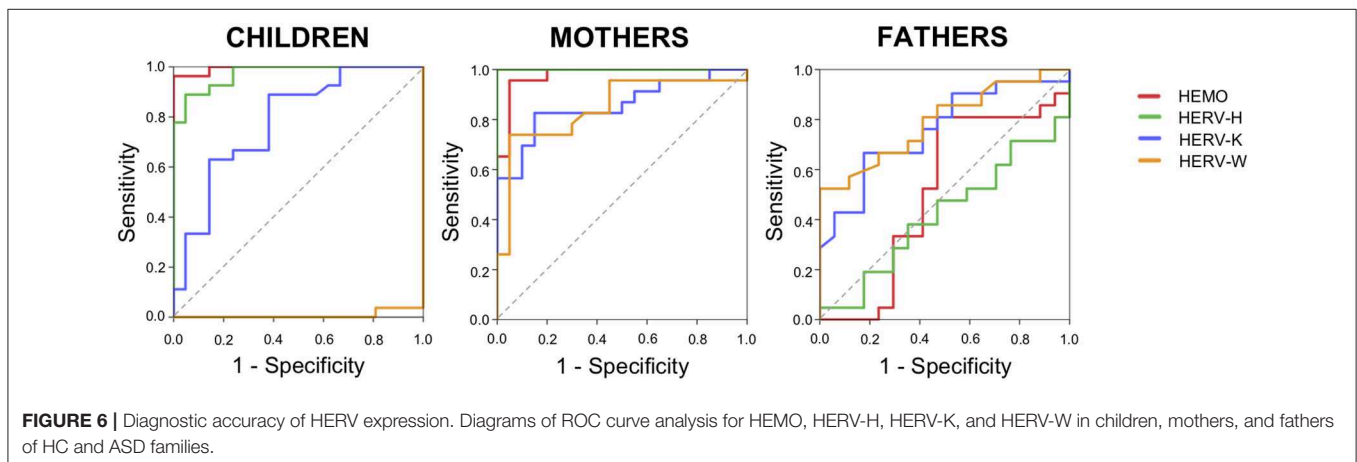 CHILDREN
MOTHERS
FATHERS
1.0
0.8
0.6
0.4
0.2
0.0
Sensitivity
0.0 0.2 0.4 0.6 0.8 1.0
1 - Specificity
1.0
0.8
0.6
0.4
0.2
0.0
Sensitivity
0.0 0.2 0.4 0.6 0.8 1.0
1 - Specificity
1.0
0.8
0.6
0.4
0.2
0.0
Sensitivity
0.0 0.2 0.4 0.6 0.8 1.0
1 - Specificity
HEMO
HERV-H
HERV-K
HERV-W
FIGURE 6 | Diagnostic accuracy of HERV expression. Diagrams of ROC curve analysis for HEMO, HERV-H, HERV-K, and HERV-W in children, mothers, and fathers
of HC and ASD families.